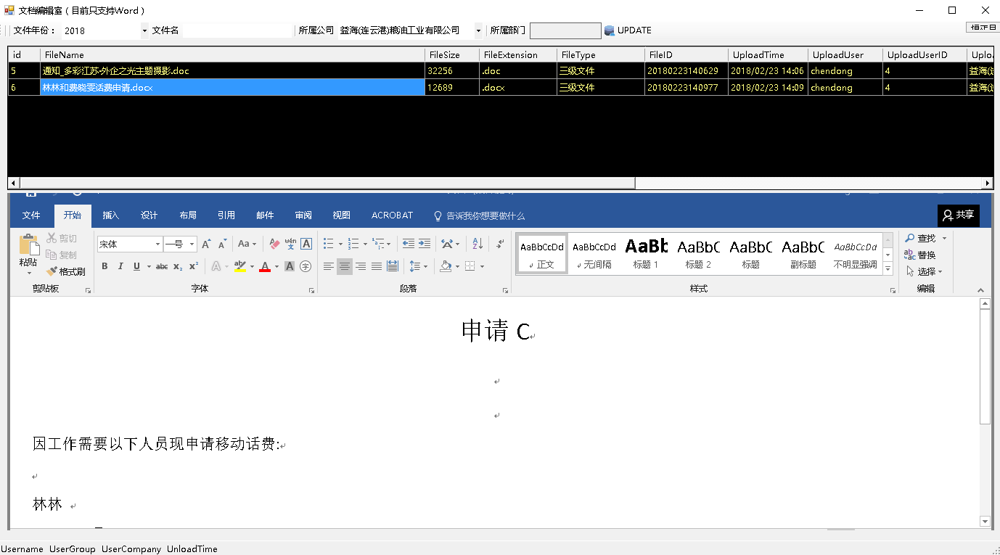 文档编辑室（目前只支持Word）
文件年份： 2018 文件名 所属公司 益海(连云港)粮油工业有限公司 所属部门 UPDATE
id FileName FileSize FileExtension FileType FileID UploadTime UploadUser UploadUserID
5 通知_多彩江苏·外企之光主题摄影.doc 32256 .doc 三级文件 20180223140629 2018/02/23 14:06 chendong 4
6 林林和费晓雯话费申请.docx 12689 .docx 三级文件 20180223140977 2018/02/23 14:09 chendong 4
文件 开始 插入 设计 布局 引用 邮件 审阅 视图 ACROBAT 告诉我你想要做什么 共享
粘贴 剪切 复制 格式刷
宋体 一号 A A Aa wén 文 A
B I U abc x₂ x² A ab A A 字
AaBbCcDd AaBbCcDd AaBb AaBbC AaBbC AaBbC AaBbCcDd
正文 无间隔 标题 1 标题 2 标题 副标题 不明显强调
查找
替换
选择
剪贴板 字体 段落 样式 编辑
申请 C
因工作需要以下人员现申请移动话费:
林林
Username UserGroup UserCompany UnloadTime